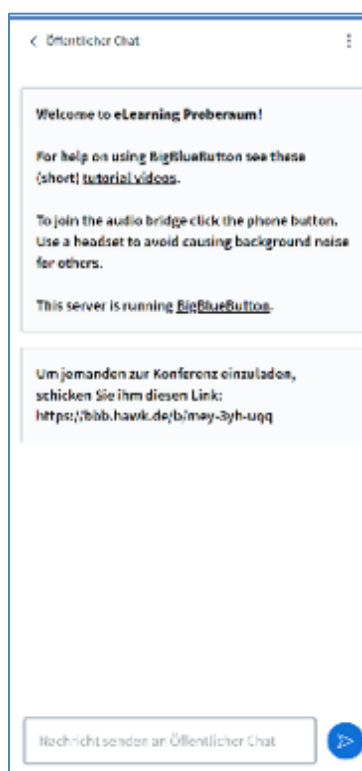 Öffentlicher Chat
Welcome to eLearning Proberaum!
For help on using BigBlueButton see these
(short) tutorial videos.
To join the audio bridge click the phone button.
Use a headset to avoid causing background noise
for others.
This server is running BigBlueButton.
Um jemanden zur Konferenz einzuladen,
schicken Sie ihm diesen Link:
https://bbb.hawk.de/b/mey-3yh-uqq
Nachricht senden an Öffentlicher Chat